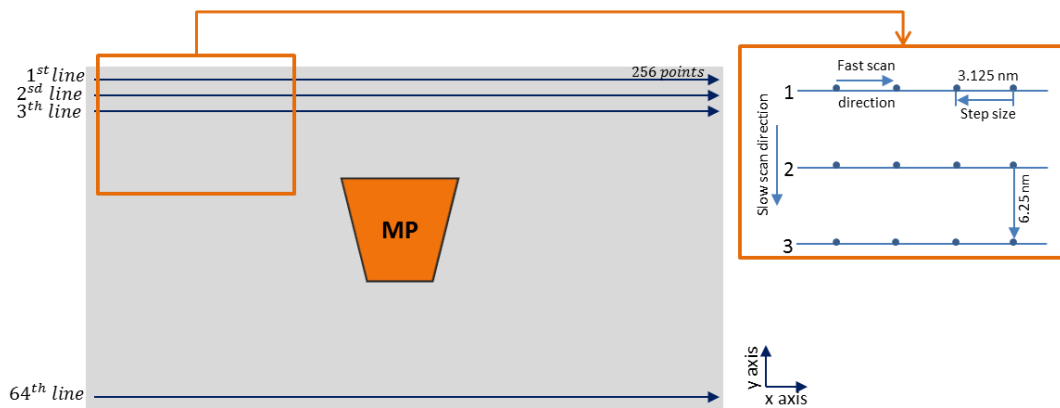 1st line
256 points
2sd line
3th line
MP
64th line
Fast scan
direction
3.125 nm
Step size
1
2
3
Slow scan direction
6.25 nm
y axis
x axis